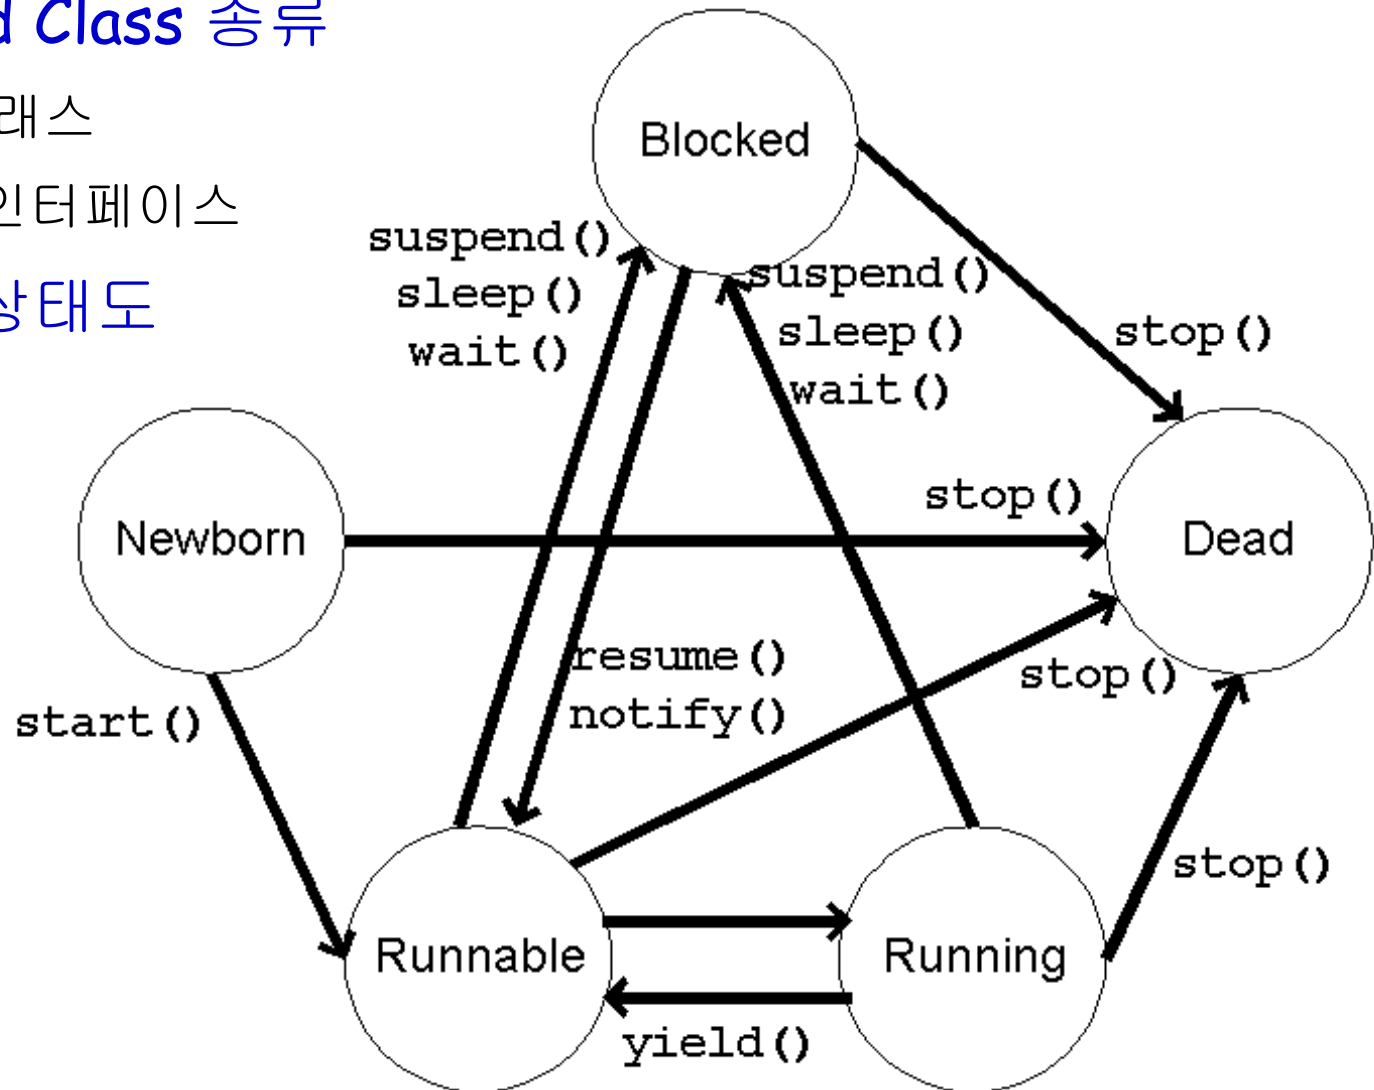 d Class 종류
래스
인터페이스
상태도
Blocked
suspend()
sleep()
wait()
suspend()
sleep()
wait()
stop()
Newborn
stop()
Dead
resume()
notify()
stop()
start()
stop()
Runnable
Running
yield()